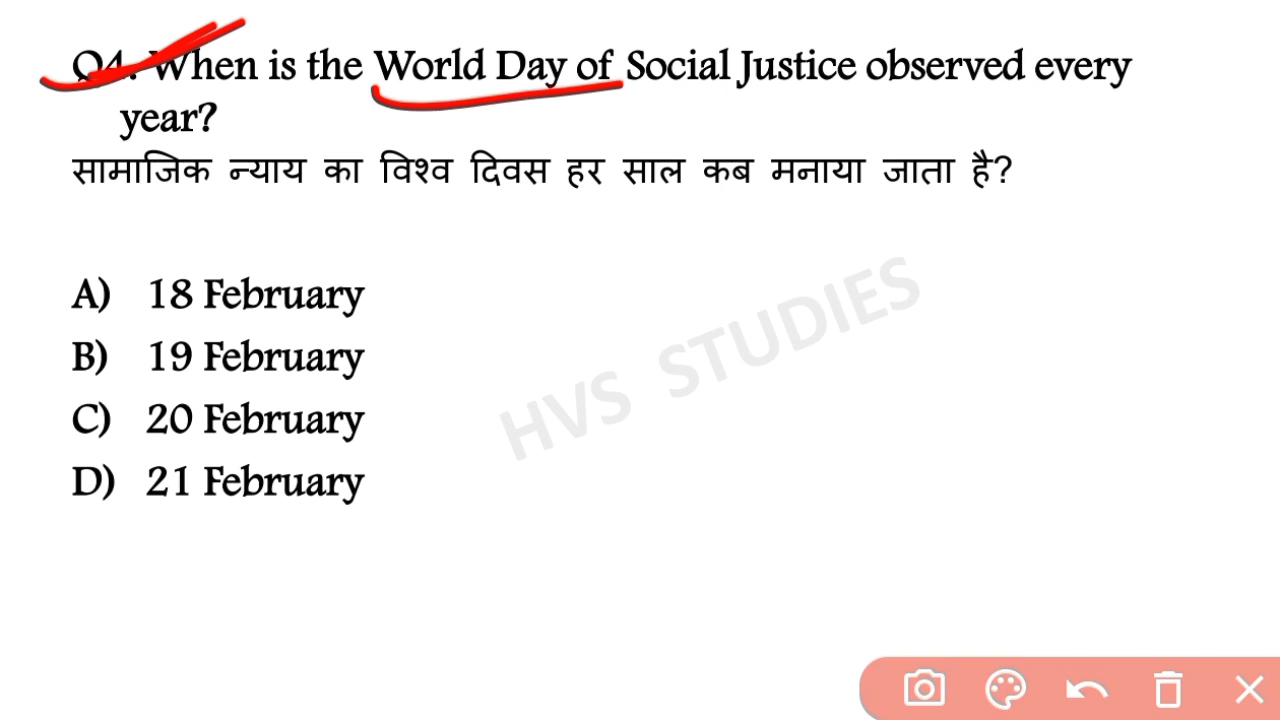 Q4. When is the World Day of Social Justice observed every
year?
सामाजिक न्याय का विश्व दिवस हर साल कब मनाया जाता है?
A) 18 February
B) 19 February
C) 20 February
D) 21 February
HVS STUDIES